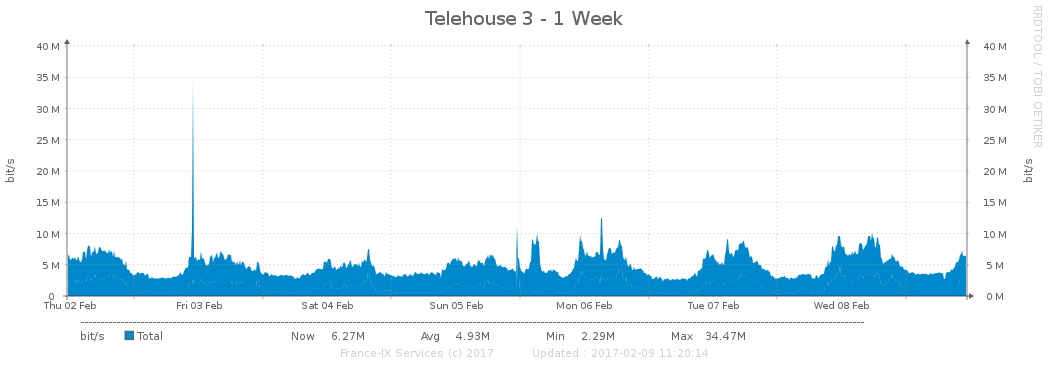 Telehouse 3 - 1 Week
RRDTOOL / TOBI OETIKER
40 M 40 M
35 M 35 M
30 M 30 M
25 M 25 M
20 M 20 M
15 M 15 M
10 M 10 M
5 M 5 M
0 0 M
bit/s
bit/s
Thu 02 Feb Fri 03 Feb Sat 04 Feb Sun 05 Feb Mon 06 Feb Tue 07 Feb Wed 08 Feb
bit/s Total Now 6.27M Avg 4.93M Min 2.29M Max 34.47M
France-IX Services (c) 2017 Updated : 2017-02-09 11:20:14